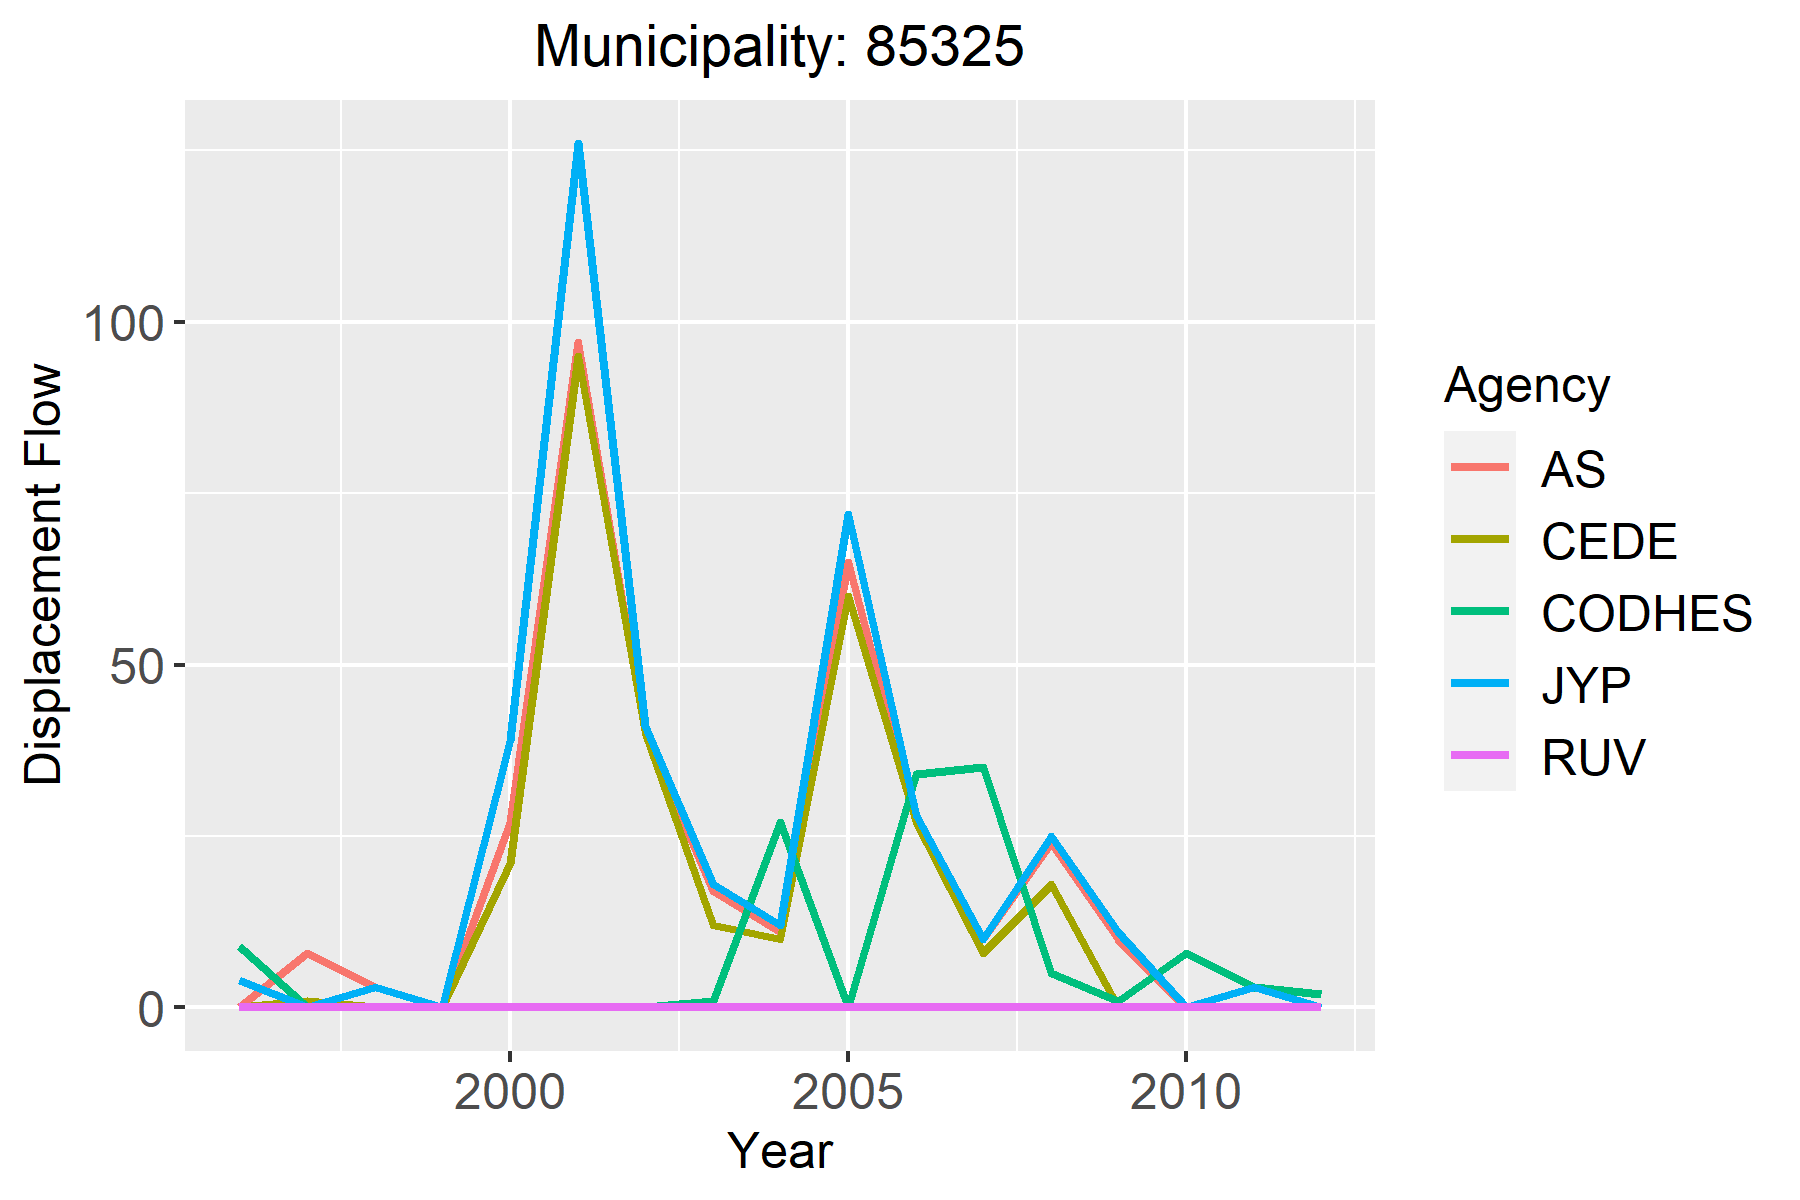 Municipality: 85325
Displacement Flow
100
50
0
2000 2005 2010
Year
Agency
AS
CEDE
CODHES
JYP
RUV